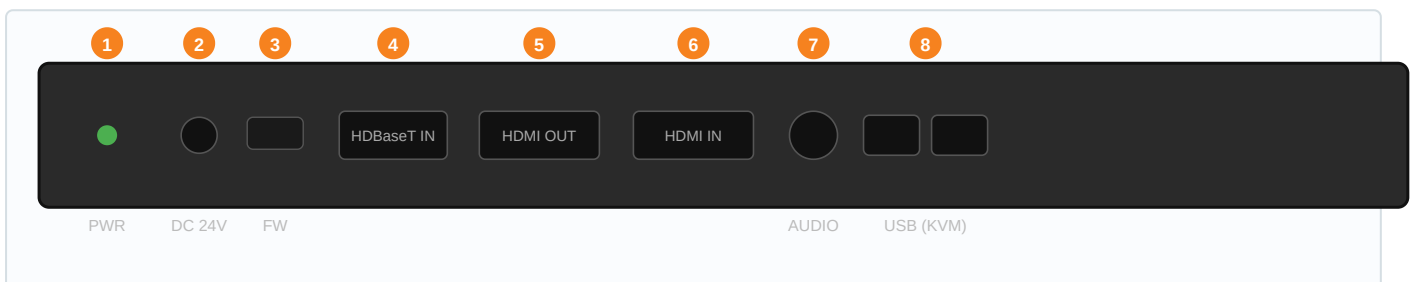 1 2 3 4 5 6 7 8
HDBaseT IN HDMI OUT HDMI IN
PWR DC 24V FW AUDIO USB (KVM)